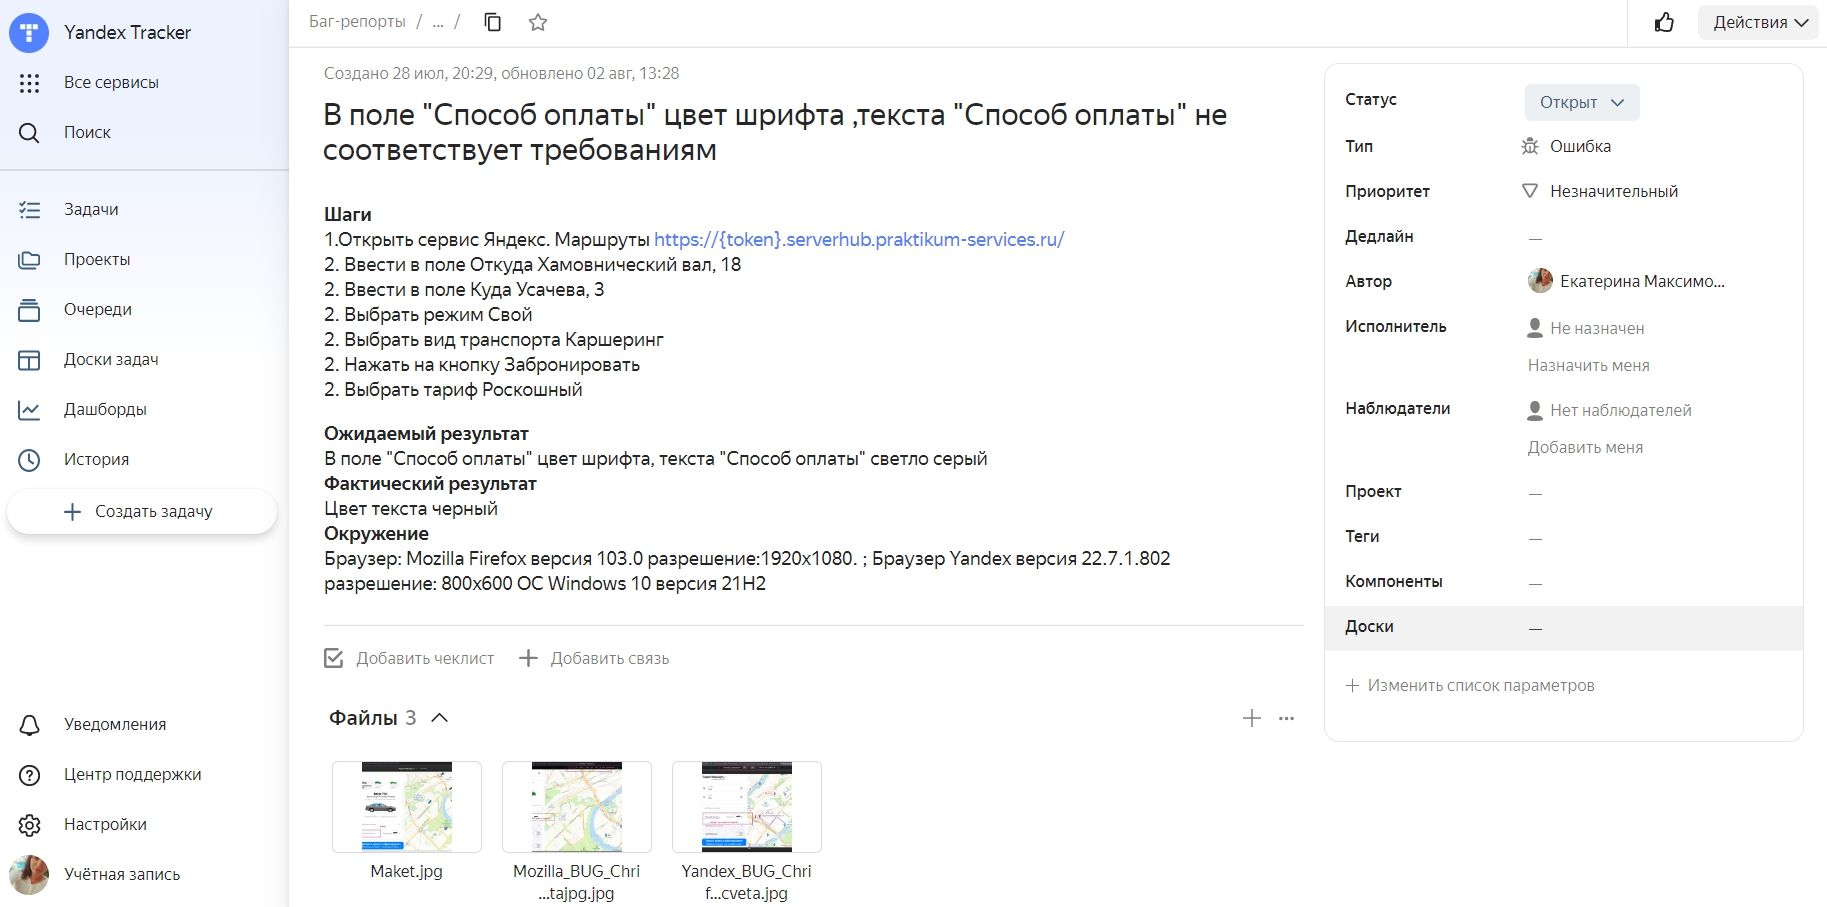 Yandex Tracker
Все сервисы
Поиск
Задачи
Проекты
Очереди
Доски задач
Дашборды
История
Создать задачу
Уведомления
Центр поддержки
Настройки
Учётная запись
Баг-репорты / ... /
Действия
Создано 28 июл, 20:29, обновлено 02 авг, 13:28
В поле "Способ оплаты" цвет шрифта ,текста "Способ оплаты" не
соответствует требованиям
Шаги
1.Открыть сервис Яндекс. Маршруты https://{token}.serverhub.praktikum-services.ru/
2. Ввести в поле Откуда Хамовнический вал, 18
2. Ввести в поле Куда Усачева, 3
2. Выбрать режим Свой
2. Выбрать вид транспорта Каршеринг
2. Нажать на кнопку Забронировать
2. Выбрать тариф Роскошный
Ожидаемый результат
В поле "Способ оплаты" цвет шрифта, текста "Способ оплаты" светло серый
Фактический результат
Цвет текста черный
Окружение
Браузер: Mozilla Firefox версия 103.0 разрешение:1920x1080. ; Браузер Yandex версия 22.7.1.802
разрешение: 800x600 ОС Windows 10 версия 21H2
Добавить чеклист
Добавить связь
Файлы 3
Maket.jpg
Mozilla_BUG_Chri
...tajpg.jpg
Yandex_BUG_Chri
f...cveta.jpg
Статус
Открыт
Тип
Ошибка
Приоритет
Незначительный
Дедлайн
—
Автор
Екатерина Максимо...
Исполнитель
Не назначен
Назначить меня
Наблюдатели
Нет наблюдателей
Добавить меня
Проект
—
Теги
—
Компоненты
—
Доски
—
Изменить список параметров